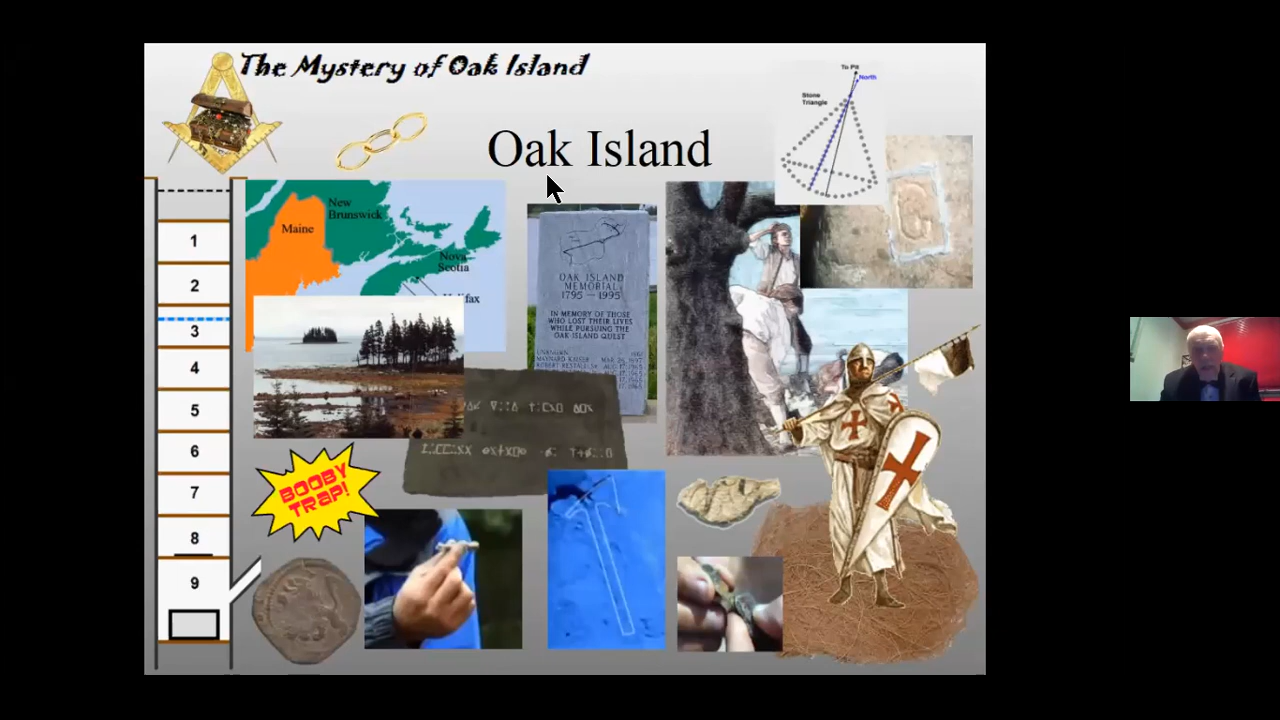 The Mystery of Oak Island
To Pit
North
Stone
Triangle
Oak Island
New
Brunswick
Maine
Nova
Scotia
OAK ISLAND
MEMORIAL
1795 – 1995
IN MEMORY OF THOSE
WHO LOST THEIR LIVES
WHILE PURSUING THE
OAK ISLAND QUEST
1
2
3
4
5
6
7
8
9
BOOBY
TRAP!